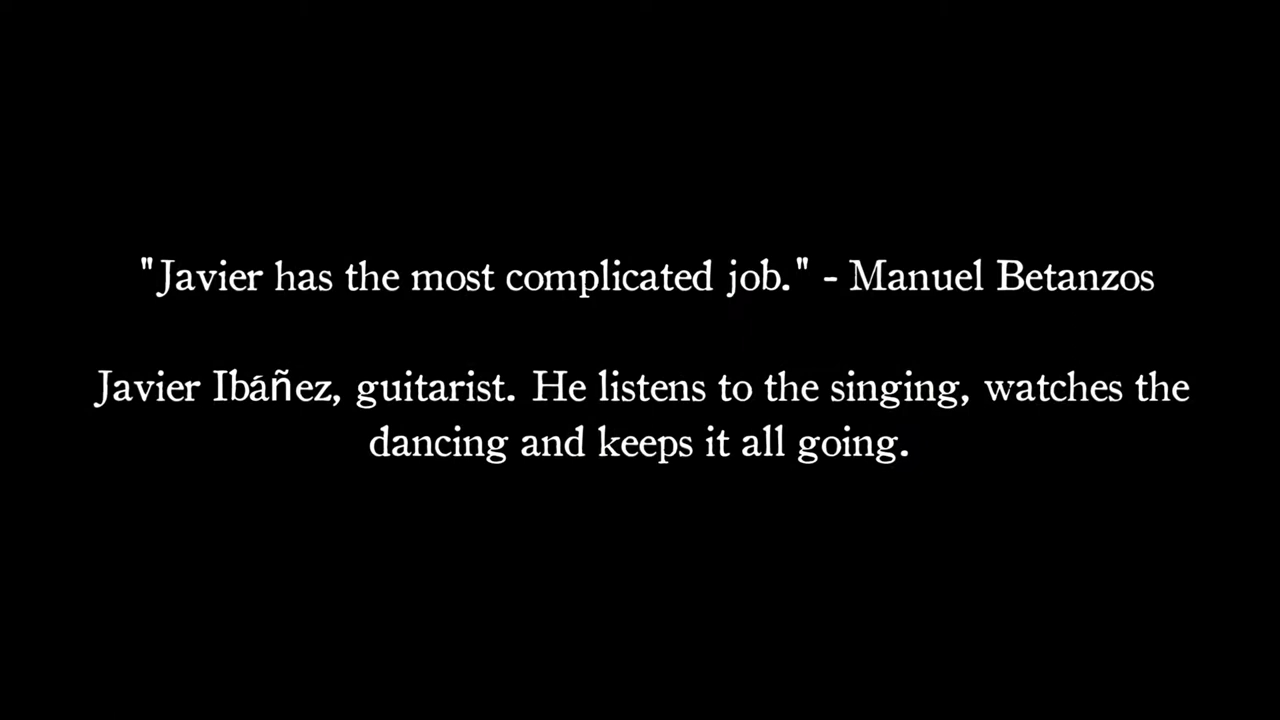 "Javier has the most complicated job." - Manuel Betanzos
Javier Ibáñez, guitarist. He listens to the singing, watches the
dancing and keeps it all going.